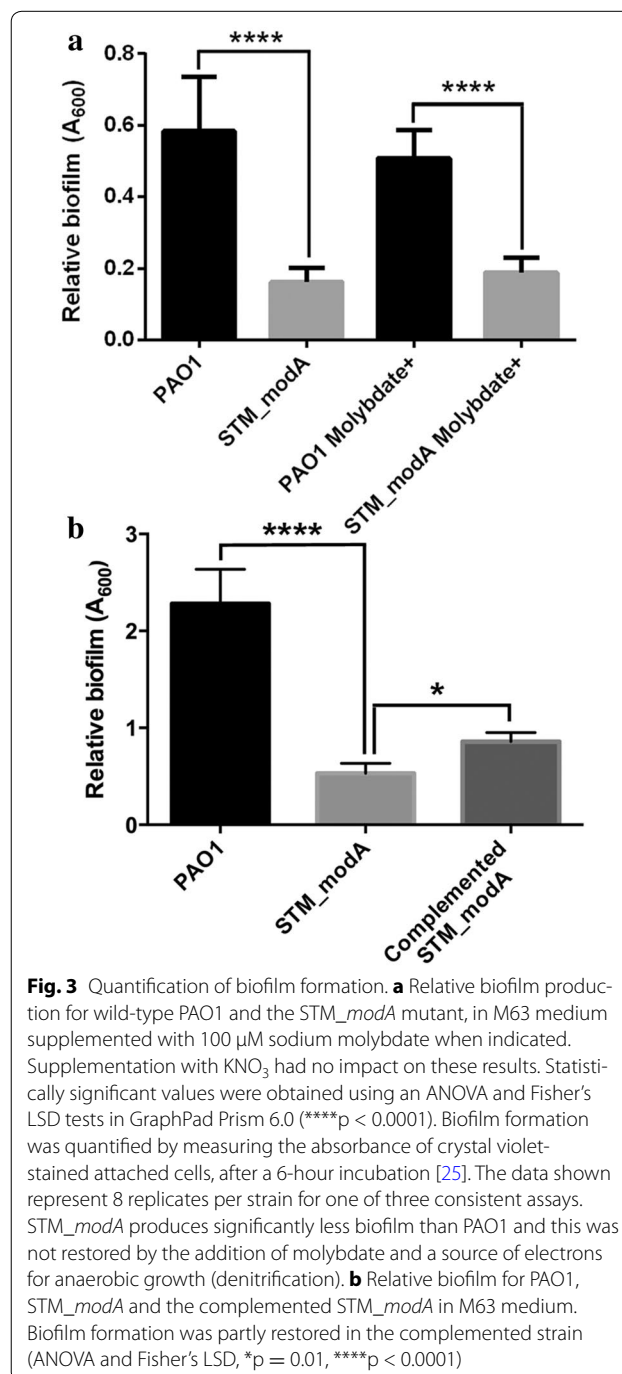 a
****
****
Relative biofilm (A600)
0.8
0.6
0.4
0.2
0.0
PAO1
STM_modA
PAO1 Molybdate+
STM_modA Molybdate+
b
****
*
Relative biofilm (A600)
3
2
1
0
PAO1
STM_modA
Complemented
STM_modA
Fig. 3 Quantification of biofilm formation. a Relative biofilm produc-
tion for wild-type PAO1 and the STM_modA mutant, in M63 medium
supplemented with 100 µM sodium molybdate when indicated.
Supplementation with KNO3 had no impact on these results. Statisti-
cally significant values were obtained using an ANOVA and Fisher's
LSD tests in GraphPad Prism 6.0 (****p < 0.0001). Biofilm formation
was quantified by measuring the absorbance of crystal violet-
stained attached cells, after a 6-hour incubation [25]. The data shown
represent 8 replicates per strain for one of three consistent assays.
STM_modA produces significantly less biofilm than PAO1 and this was
not restored by the addition of molybdate and a source of electrons
for anaerobic growth (denitrification). b Relative biofilm for PAO1,
STM_modA and the complemented STM_modA in M63 medium.
Biofilm formation was partly restored in the complemented strain
(ANOVA and Fisher's LSD, *p = 0.01, ****p < 0.0001)